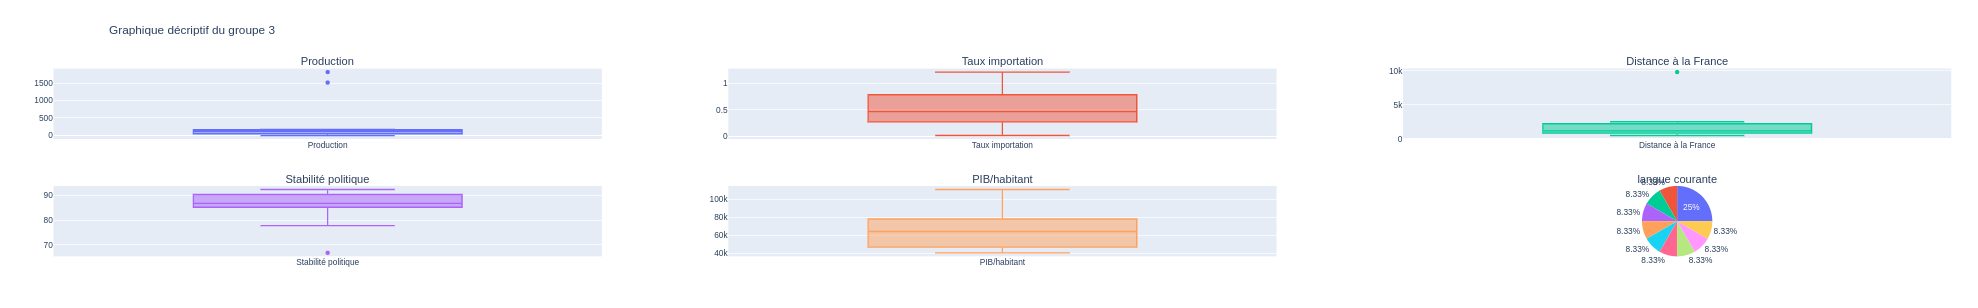 Graphique décriptif du groupe 3
Production
1500
1000
500
0
Production
Taux importation
1
0.5
0
Taux importation
Distance à la France
10k
5k
0
Distance à la France
Stabilité politique
90
80
70
Stabilité politique
PIB/habitant
100k
80k
60k
40k
PIB/habitant
langue courante
25%
8.33%
8.33%
8.33%
8.33%
8.33%
8.33%
8.33%
8.33%
8.33%